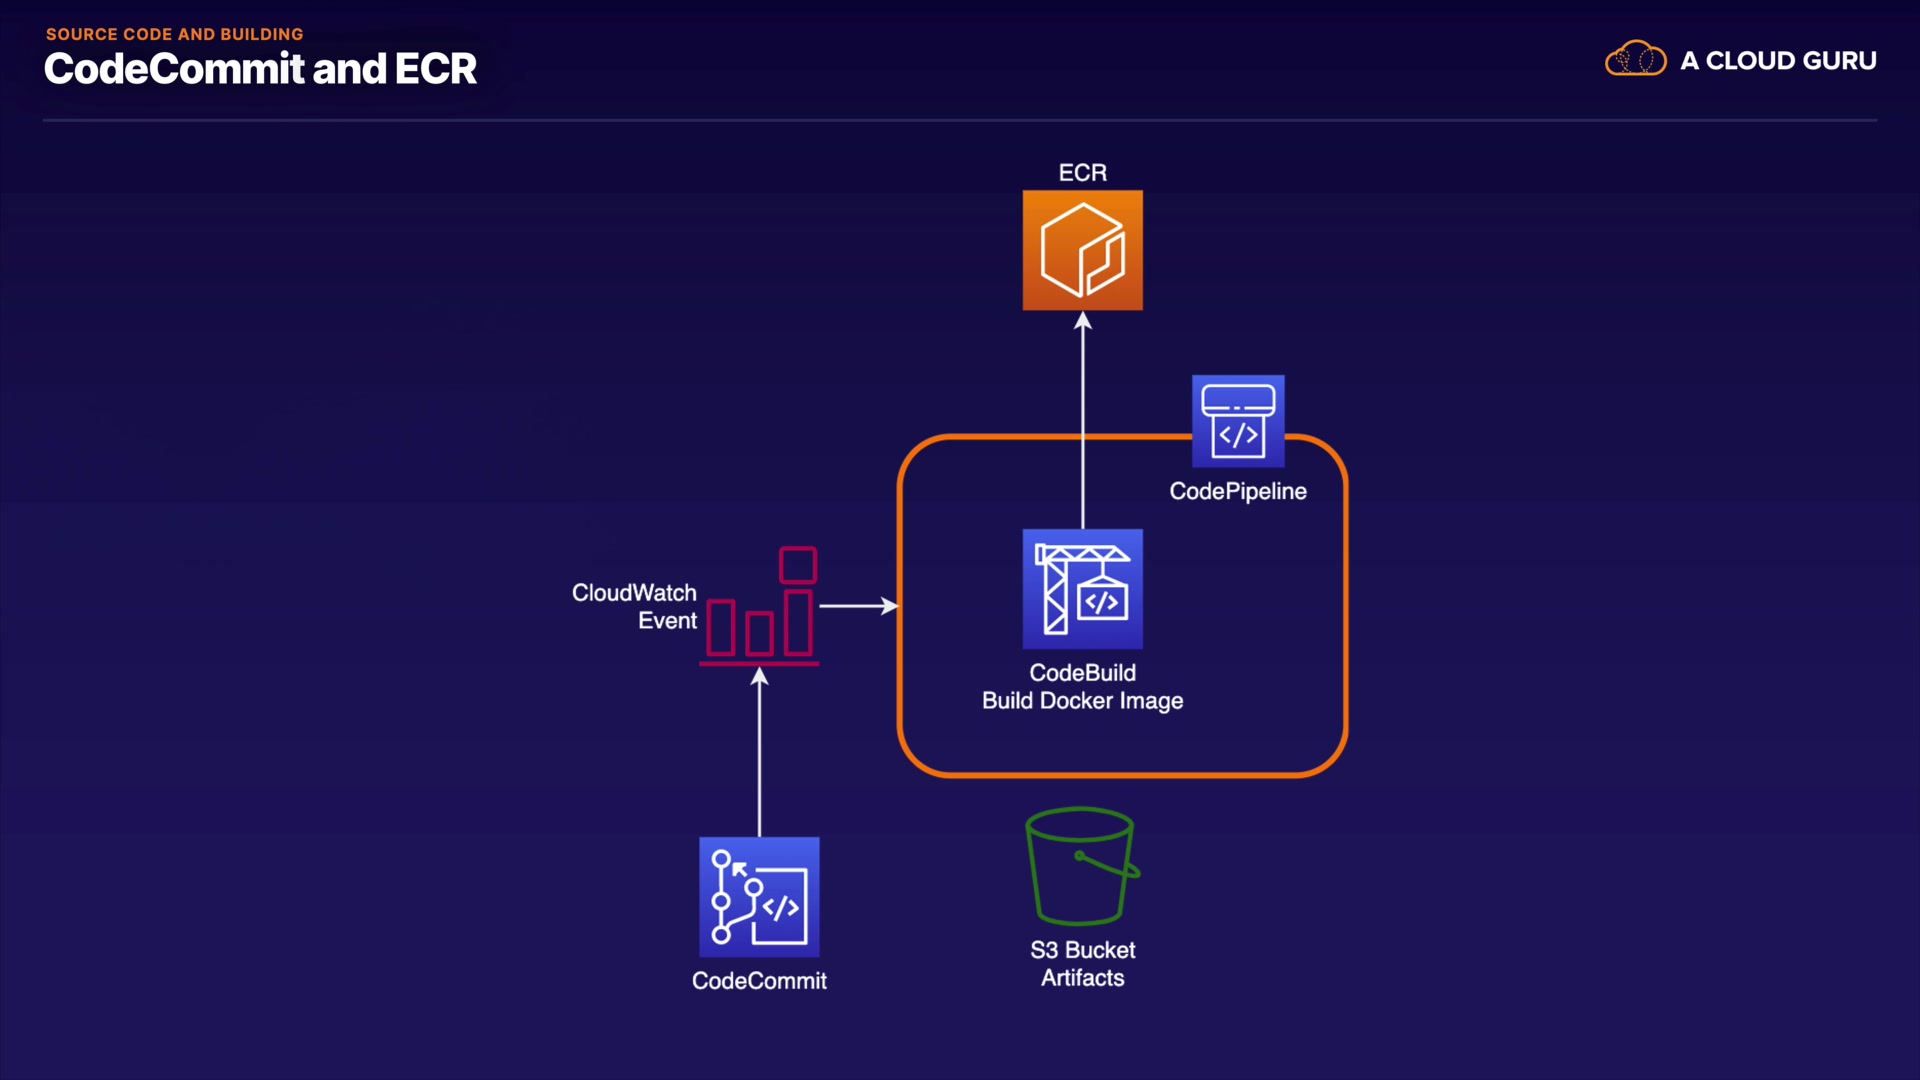 SOURCE CODE AND BUILDING
CodeCommit and ECR
A CLOUD GURU
ECR
CodePipeline
CloudWatch
Event
CodeBuild
Build Docker Image
CodeCommit
S3 Bucket
Artifacts